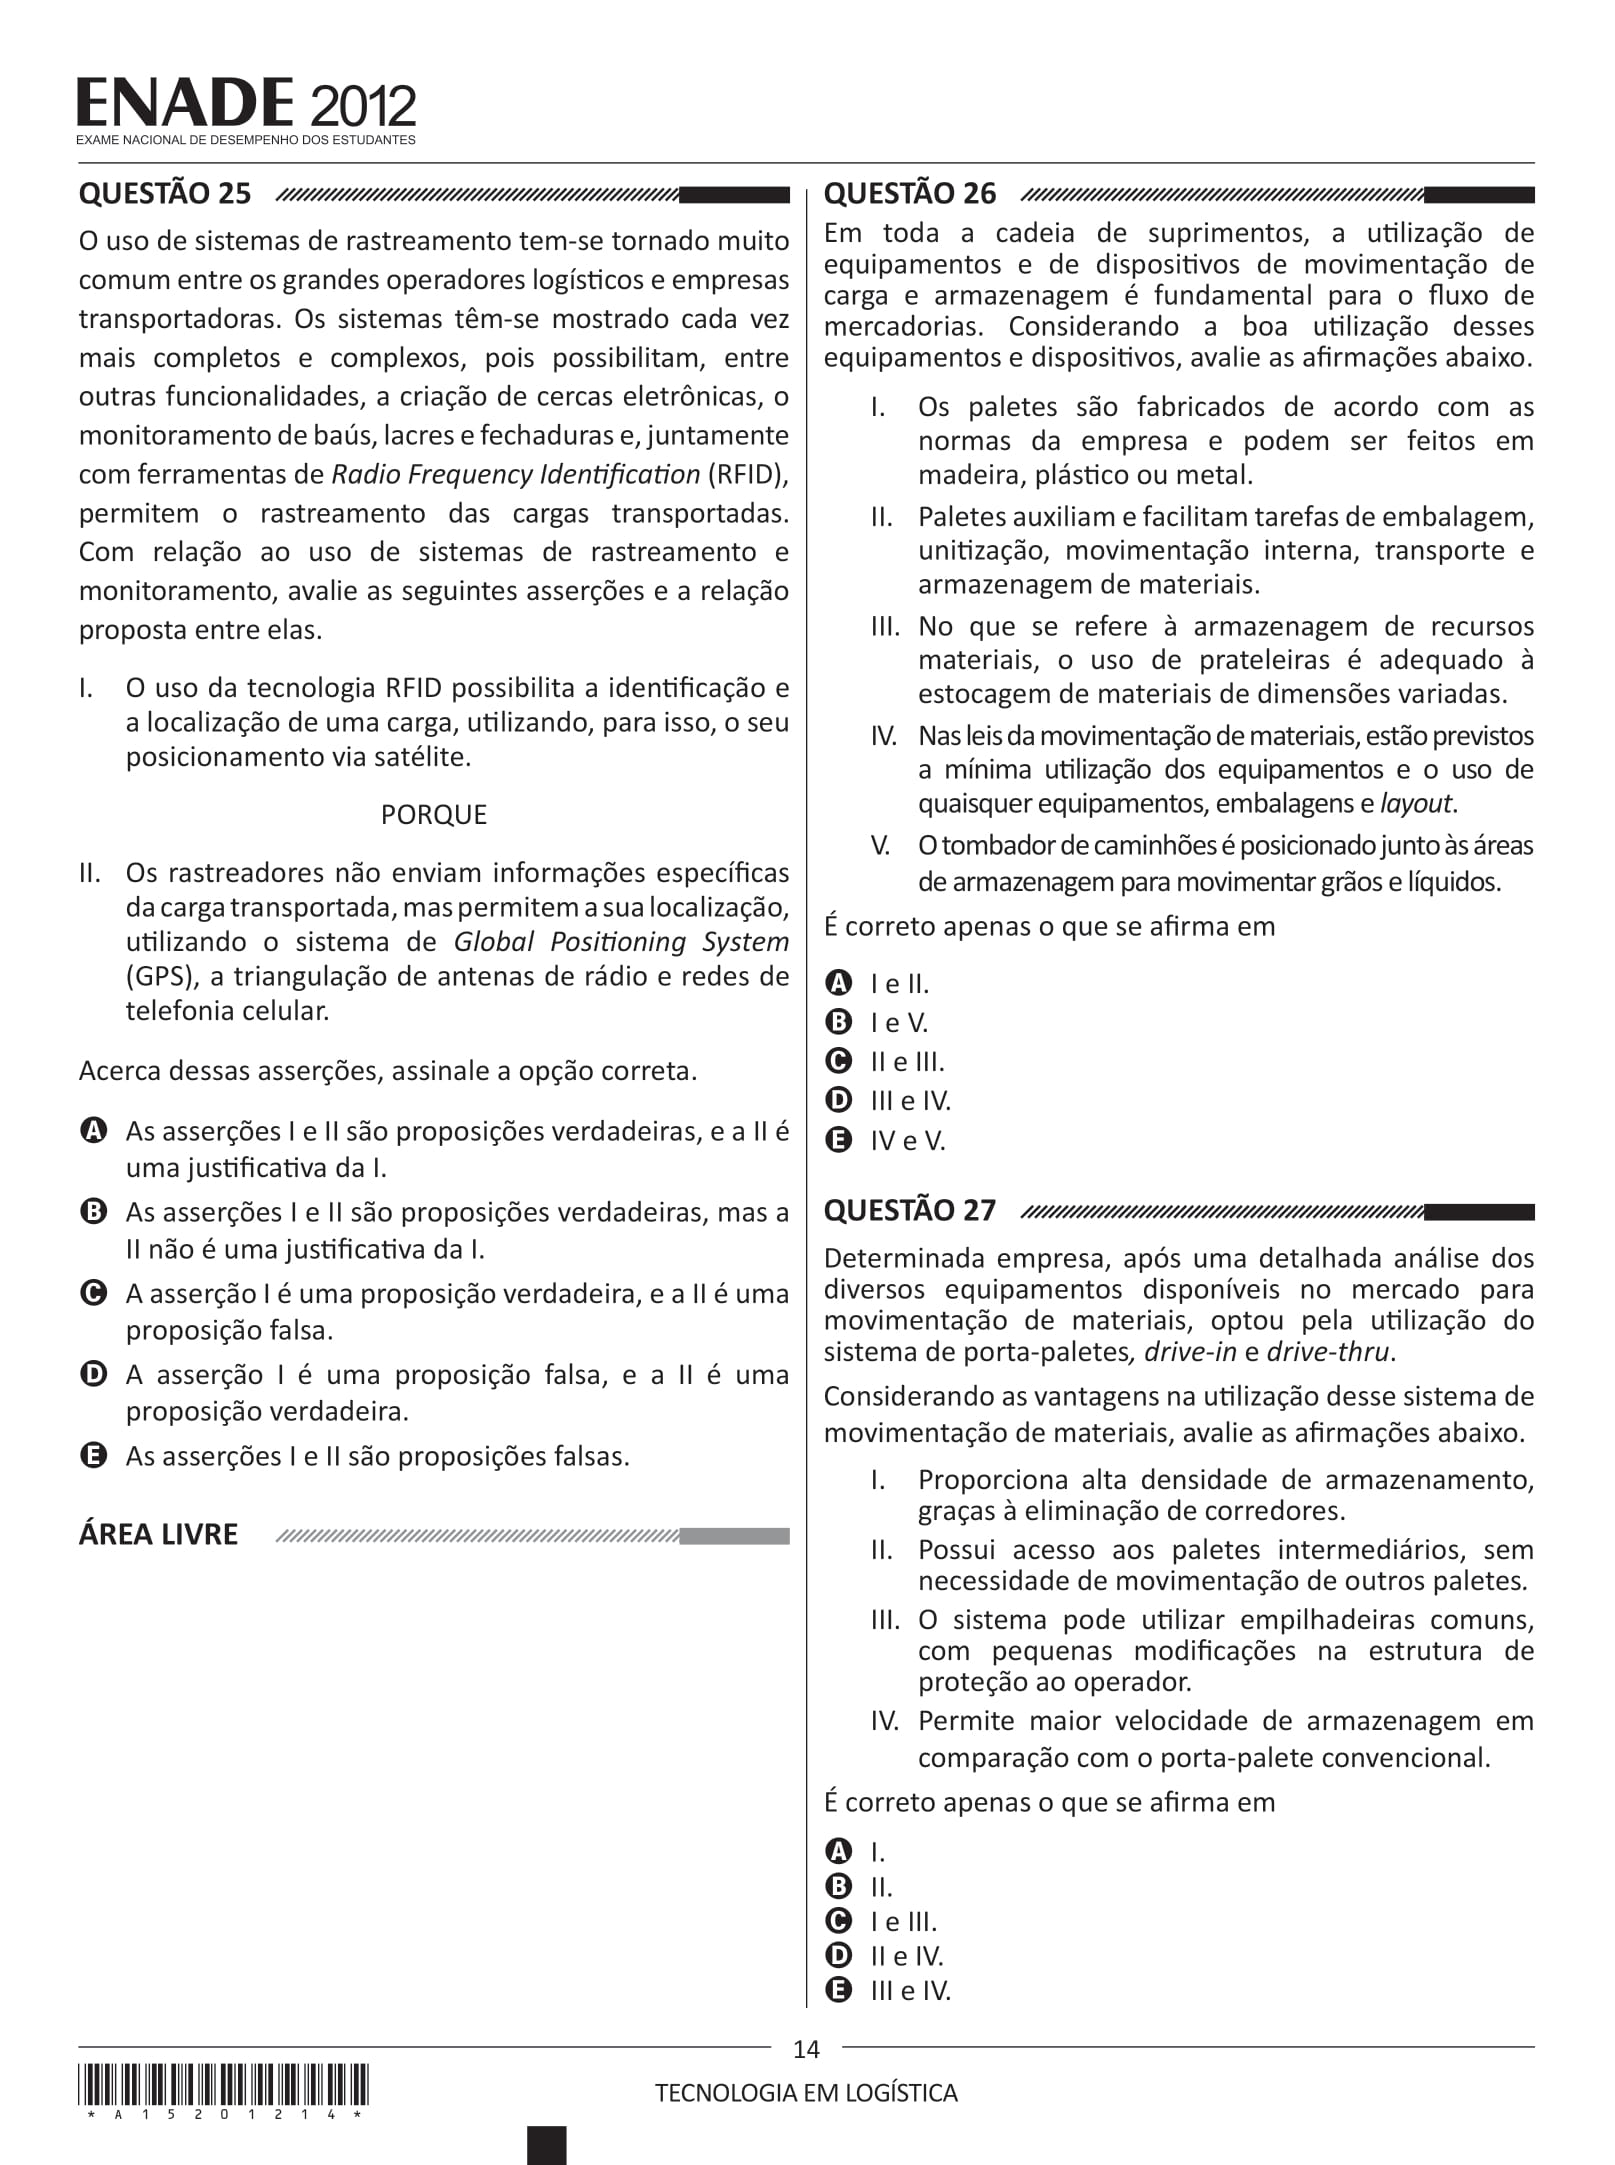 ENADE 2012
EXAME NACIONAL DE DESEMPENHO DOS ESTUDANTES
QUESTÃO 25
O uso de sistemas de rastreamento tem-se tornado muito
comum entre os grandes operadores logísticos e empresas
transportadoras. Os sistemas têm-se mostrado cada vez
mais completos e complexos, pois possibilitam, entre
outras funcionalidades, a criação de cercas eletrônicas, o
monitoramento de baús, lacres e fechaduras e, juntamente
com ferramentas de Radio Frequency Identification (RFID),
permitem o rastreamento das cargas transportadas.
Com relação ao uso de sistemas de rastreamento e
monitoramento, avalie as seguintes asserções e a relação
proposta entre elas.
I. O uso da tecnologia RFID possibilita a identificação e
a localização de uma carga, utilizando, para isso, o seu
posicionamento via satélite.
PORQUE
II. Os rastreadores não enviam informações específicas
da carga transportada, mas permitem a sua localização,
utilizando o sistema de Global Positioning System
(GPS), a triangulação de antenas de rádio e redes de
telefonia celular.
Acerca dessas asserções, assinale a opção correta.
A As asserções I e II são proposições verdadeiras, e a II é
uma justificativa da I.
B As asserções I e II são proposições verdadeiras, mas a
II não é uma justificativa da I.
C A asserção I é uma proposição verdadeira, e a II é uma
proposição falsa.
D A asserção I é uma proposição falsa, e a II é uma
proposição verdadeira.
E As asserções I e II são proposições falsas.
ÁREA LIVRE
QUESTÃO 26
Em toda a cadeia de suprimentos, a utilização de
equipamentos e de dispositivos de movimentação de
carga e armazenagem é fundamental para o fluxo de
mercadorias. Considerando a boa utilização desses
equipamentos e dispositivos, avalie as afirmações abaixo.
I. Os paletes são fabricados de acordo com as
normas da empresa e podem ser feitos em
madeira, plástico ou metal.
II. Paletes auxiliam e facilitam tarefas de embalagem,
unitização, movimentação interna, transporte e
armazenagem de materiais.
III. No que se refere à armazenagem de recursos
materiais, o uso de prateleiras é adequado à
estocagem de materiais de dimensões variadas.
IV. Nas leis da movimentação de materiais, estão previstos
a mínima utilização dos equipamentos e o uso de
quaisquer equipamentos, embalagens e layout.
V. O tombador de caminhões é posicionado junto às áreas
de armazenagem para movimentar grãos e líquidos.
É correto apenas o que se afirma em
A I e II.
B I e V.
C II e III.
D III e IV.
E IV e V.
QUESTÃO 27
Determinada empresa, após uma detalhada análise dos
diversos equipamentos disponíveis no mercado para
movimentação de materiais, optou pela utilização do
sistema de porta-paletes, drive-in e drive-thru.
Considerando as vantagens na utilização desse sistema de
movimentação de materiais, avalie as afirmações abaixo.
I. Proporciona alta densidade de armazenamento,
graças à eliminação de corredores.
II. Possui acesso aos paletes intermediários, sem
necessidade de movimentação de outros paletes.
III. O sistema pode utilizar empilhadeiras comuns,
com pequenas modificações na estrutura de
proteção ao operador.
IV. Permite maior velocidade de armazenagem em
comparação com o porta-palete convencional.
É correto apenas o que se afirma em
A I.
B II.
C I e III.
D II e IV.
E III e IV.
14
TECNOLOGIA EM LOGÍSTICA
* A 1 5 2 0 1 2 1 4 *